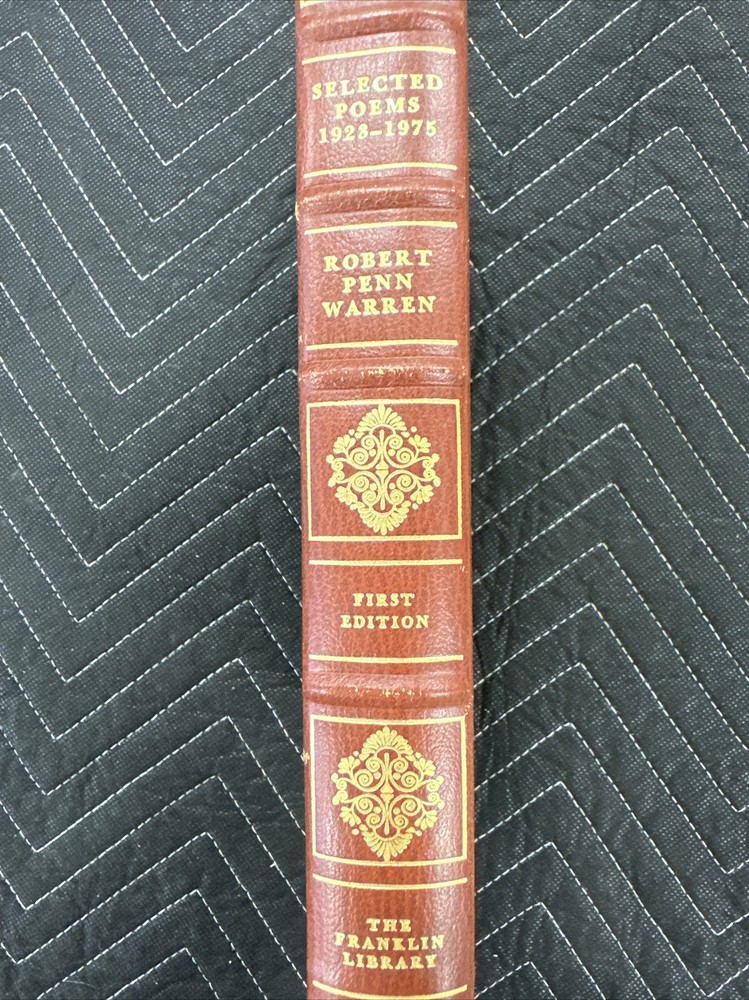 SELECTED
POEMS
1923–1975
ROBERT
PENN
WARREN
FIRST
EDITION
THE
FRANKLIN
LIBRARY